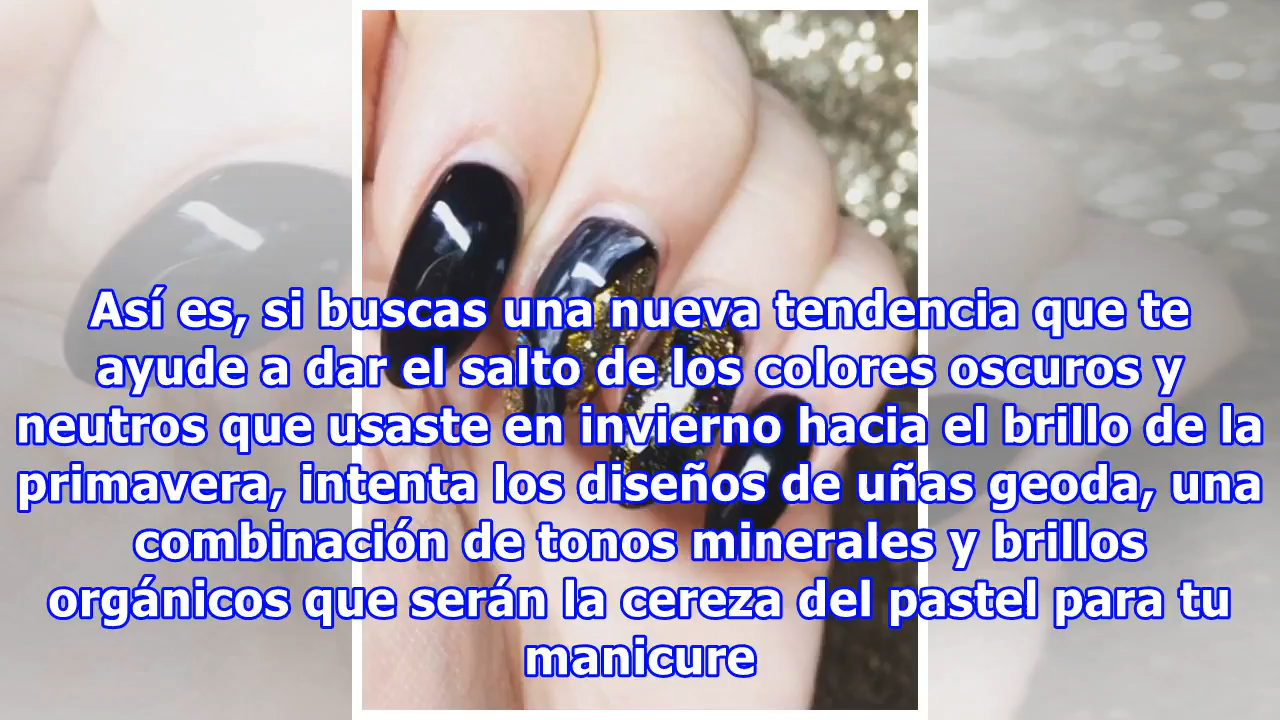 Así es, si buscas una nueva tendencia que te
ayude a dar el salto de los colores oscuros y
neutros que usaste en invierno hacia el brillo de la
primavera, intenta los diseños de uñas geoda, una
combinación de tonos minerales y brillos
orgánicos que serán la cereza del pastel para tu
manicure